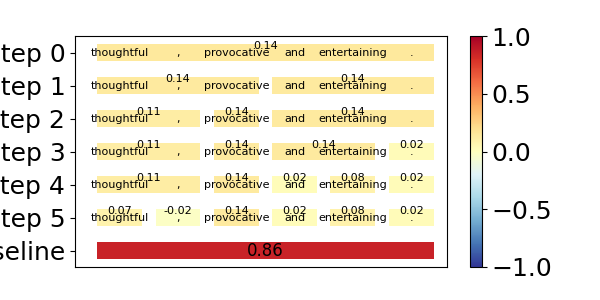 tep 0 thoughtful , provocative and entertaining . 0.14
tep 1 thoughtful , provocative and entertaining . 0.14 0.14
tep 2 thoughtful , provocative and entertaining . 0.11 0.14 0.14
tep 3 thoughtful , provocative and entertaining . 0.11 0.14 0.14 0.02
tep 4 thoughtful , provocative and entertaining . 0.11 0.14 0.02 0.08 0.02
tep 5 thoughtful , provocative and entertaining . 0.07 -0.02 0.14 0.02 0.08 0.02
seline 0.86
1.0
0.5
0.0
−0.5
−1.0